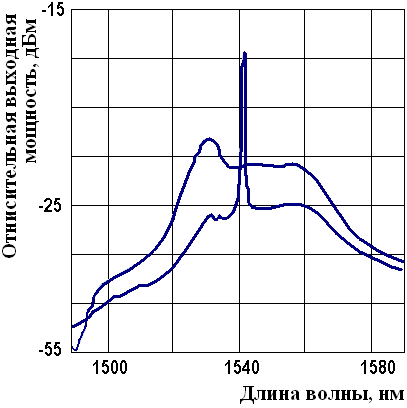 Отнисительная выходная
мощность, дБм
-15
-25
-55
1500
1540
1580
Длина волны, нм